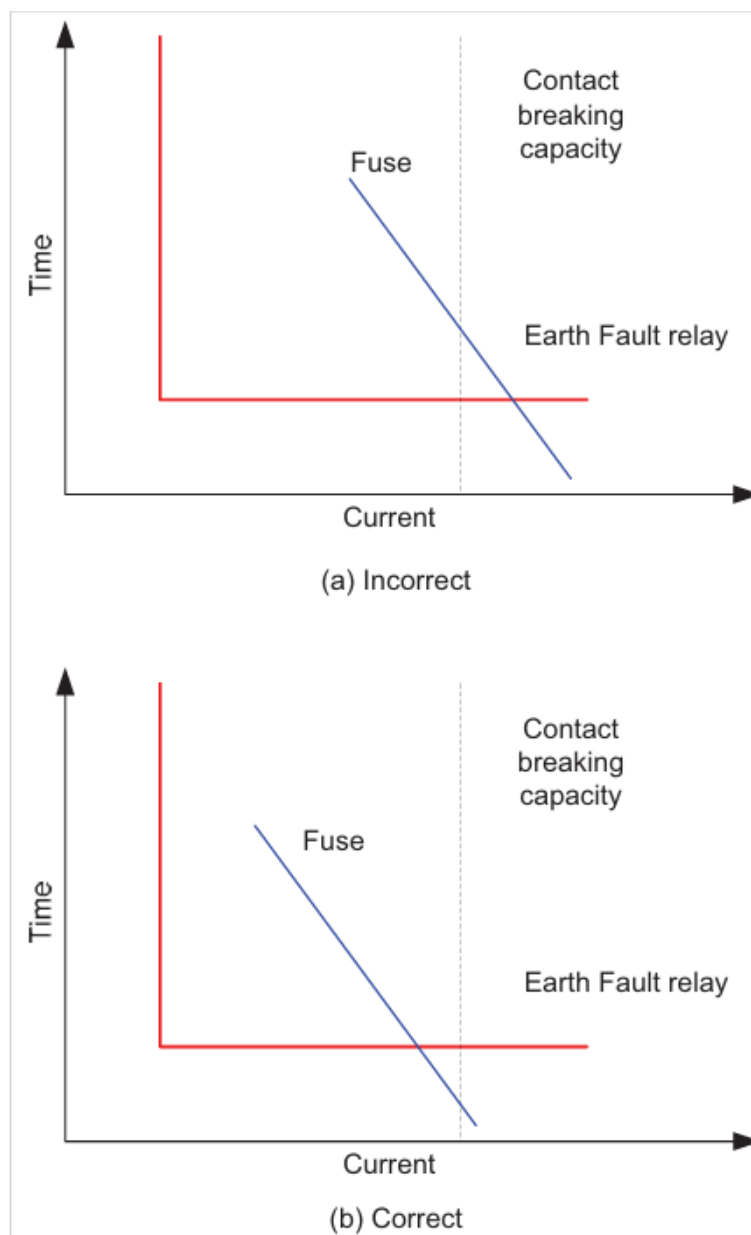 Contact
breaking
capacity
Fuse
Time
Earth Fault relay
Current
(a) Incorrect
Contact
breaking
capacity
Fuse
Time
Earth Fault relay
Current
(b) Correct